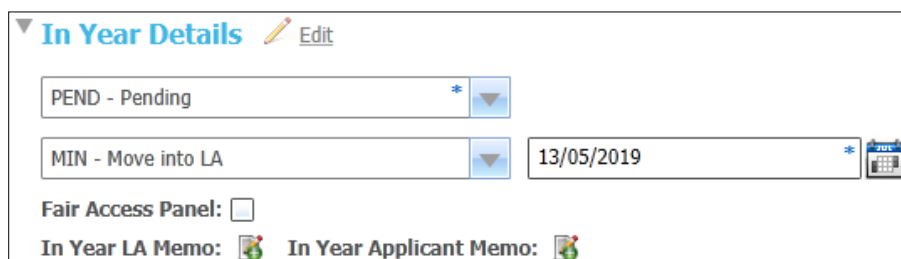 In Year Details Edit
PEND - Pending *
MIN - Move into LA 13/05/2019 *
Fair Access Panel:
In Year LA Memo: In Year Applicant Memo: